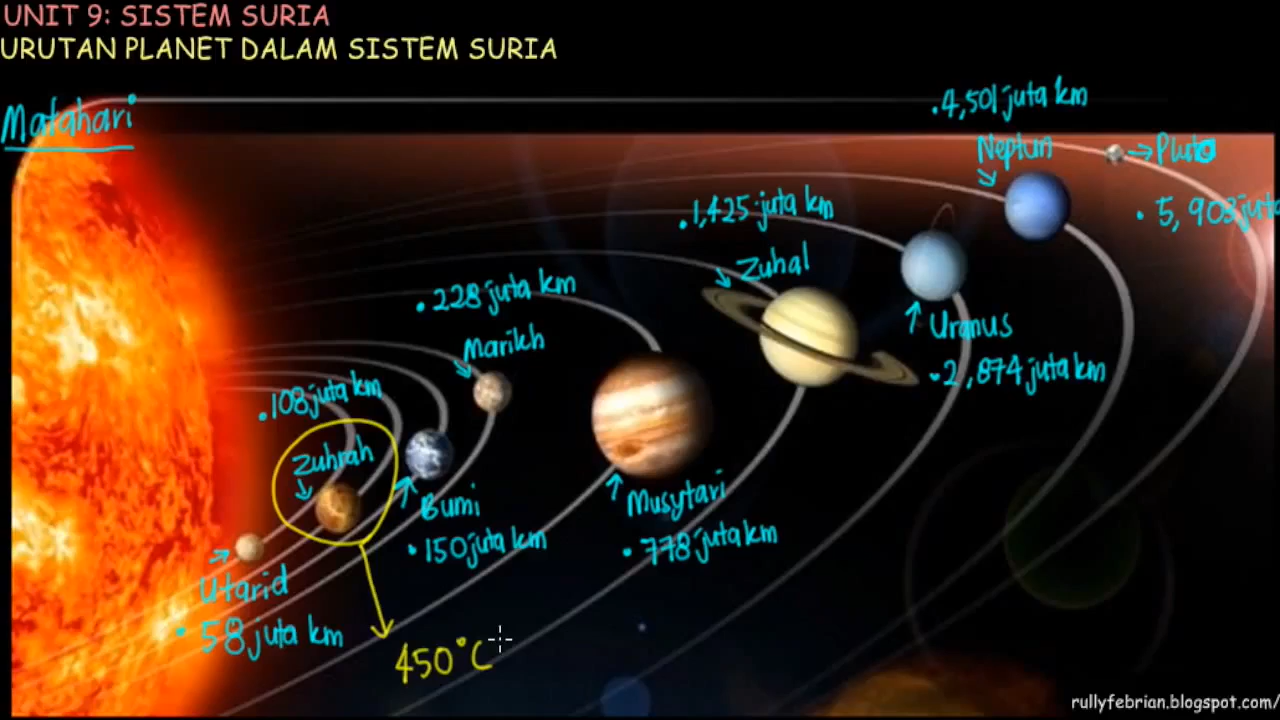 UNIT 9: SISTEM SURIA
URUTAN PLANET DALAM SISTEM SURIA
Matahari
.4,501 juta km
Neptun
Pluto
. 5,903 juta
.1,425 juta km
Zuhal
.228 juta km
Marikh
Uranus
.2,874 juta km
.108 juta km
Zuhrah
Bumi
.150 juta km
Musytari
.778 juta km
Utarid
.58 juta km
450°C
rullyfebrian.blogspot.com/